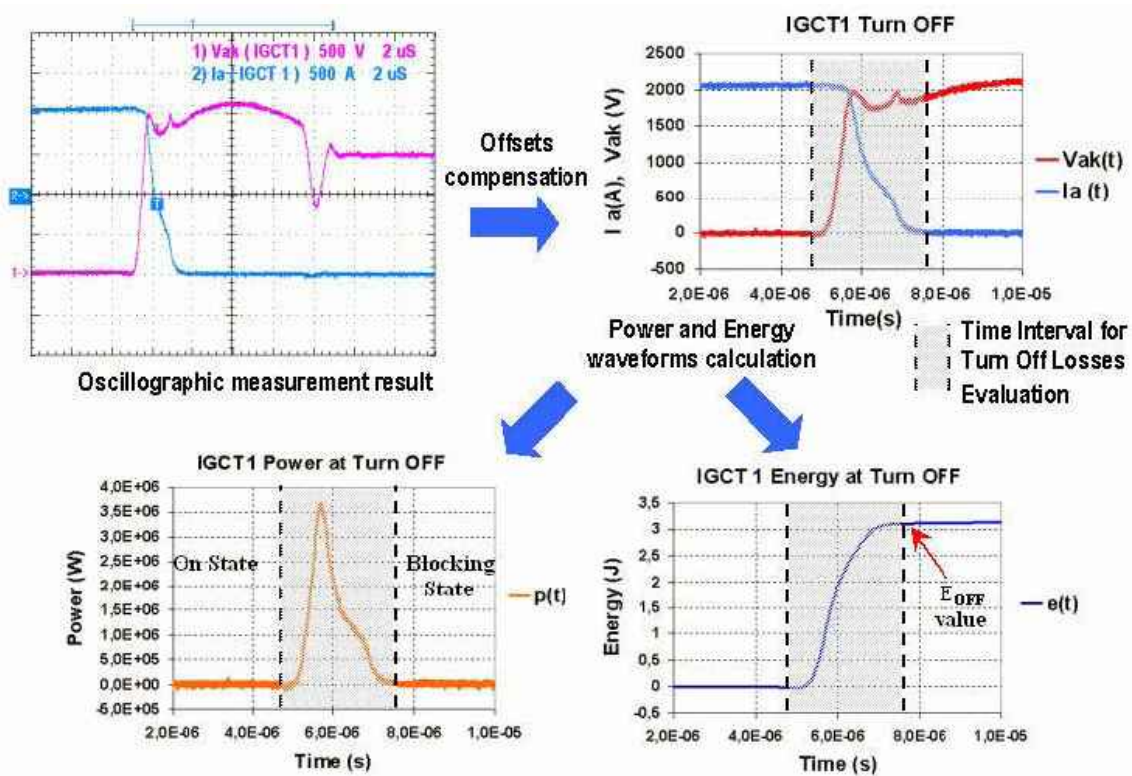 1) Vak ( IGCT1 ) 500 V 2 uS
2) Ia ( IGCT 1 ) 500 A 2 uS
2->
T
1->
Oscillographic measurement result
Offsets
compensation
IGCT1 Turn OFF
I a(A), Vak (V)
2500
2000
1500
1000
500
0
-500
2,0E-06
4,0E-06
6,0E-06
8,0E-06
1,0E-05
Time(s)
Vak(t)
Ia (t)
Power and Energy
waveforms calculation
Time Interval for
Turn Off Losses
Evaluation
IGCT1 Power at Turn OFF
Power (W)
4,0E+06
3,5E+06
3,0E+06
2,5E+06
2,0E+06
1,5E+06
1,0E+06
5,0E+05
0,0E+00
-5,0E+05
On State
Blocking
State
p(t)
2,0E-06
4,0E-06
6,0E-06
8,0E-06
1,0E-05
Time (s)
IGCT 1 Energy at Turn OFF
Energy (J)
3,5
3
2,5
2
1,5
1
0,5
0
-0,5
EOFF
value
e(t)
2,0E-06
4,0E-06
6,0E-06
8,0E-06
1,0E-05
Time (s)